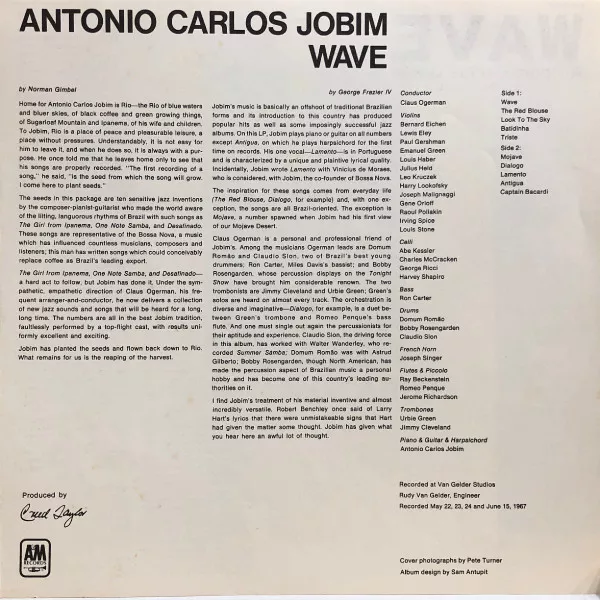 ANTONIO CARLOS JOBIM
WAVE
by Norman Gimbel
Home for Antonio Carlos Jobim is Rio—the Rio of blue waters
and bluer skies, of black coffee and green growing things,
of Sugarloaf Mountain and Ipanema, of his wife and children.
To Jobim, Rio is a place of peace and pleasurable leisure, a
place without pressures. Understandably, it is not easy for
him to leave it, and when he does so, it is always with a pur-
pose. He once told me that he leaves home only to see that
his songs are properly recorded. "The first recording of a
song," he said, "is the seed from which the song will grow.
I come here to plant seeds."
The seeds in this package are ten sensitive jazz inventions
by the composer-pianist-guitarist who made the world aware
of the lilting, languorous rhythms of Brazil with such songs as
The Girl from Ipanema, One Note Samba, and Desafinado.
These songs are representative of the Bossa Nova, a music
which has influenced countless musicians, composers and
listeners; this man has written songs which could conceivably
replace coffee as Brazil's leading export.
The Girl from Ipanema, One Note Samba, and Desafinado—
a hard act to follow, but Jobim has done it. Under the sym-
pathetic, empathetic direction of Claus Ogerman, his fre-
quent arranger-and-conductor, he now delivers a collection
of new jazz sounds and songs that will be heard for a long,
long time. The numbers are all in the best Jobim tradition,
faultlessly performed by a top-flight cast, with results uni-
formly excellent and exciting.
Jobim has planted the seeds and flown back down to Rio.
What remains for us is the reaping of the harvest.
by George Frazier IV
Jobim's music is basically an offshoot of traditional Brazilian
forms and its introduction to this country has produced
popular hits as well as some imposingly successful jazz
albums. On this LP, Jobim plays piano or guitar on all numbers
except Antigua, on which he plays harpsichord for the first
time on records. His one vocal—Lamento—is in Portuguese
and is characterized by a unique and plaintive lyrical quality.
Incidentally, Jobim wrote Lamento with Vinicius de Moraes,
who is considered, with Jobim, the co-founder of Bossa Nova.
The inspiration for these songs comes from everyday life
(The Red Blouse, Dialogo, for example) and, with one ex-
ception, the songs are all Brazil-oriented. The exception is
Mojave, a number spawned when Jobim had his first view
of our Mojave Desert.
Claus Ogerman is a personal and professional friend of
Jobim's. Among the musicians Ogerman leads are Domum
Romão and Claudio Slon, two of Brazil's best young
drummers; Ron Carter, Miles Davis's bassist; and Bobby
Rosengarden, whose percussion displays on the Tonight
Show have brought him considerable renown. The two
trombonists are Jimmy Cleveland and Urbie Green; Green's
solos are heard on almost every track. The orchestration is
diverse and imaginative—Dialogo, for example, is a duet be-
tween Green's trombone and Romeo Penque's bass
flute. And one must single out again the percussionists for
their aptitude and experience. Claudio Slon, the driving force
in this album, has worked with Walter Wanderley, who re-
corded Summer Samba; Domum Romão was with Astrud
Gilberto; Bobby Rosengarden, though North American, has
made the percussion aspect of Brazilian music a personal
hobby and has become one of this country's leading au-
thorities on it.
I find Jobim's treatment of his material inventive and almost
incredibly versatile. Robert Benchley once said of Larry
Hart's lyrics that there were unmistakeable signs that Hart
had given the matter some thought. Jobim has given what
you hear here an awful lot of thought.
Conductor
Claus Ogerman
Violins
Bernard Eichen
Lewis Eley
Paul Gershman
Emanuel Green
Louis Haber
Julius Held
Leo Kruczek
Harry Lookofsky
Joseph Malignaggi
Gene Orloff
Raoul Poliakin
Irving Spice
Louis Stone
Celli
Abe Kessler
Charles McCracken
George Ricci
Harvey Shapiro
Bass
Ron Carter
Drums
Domum Romão
Bobby Rosengarden
Claudio Slon
French Horn
Joseph Singer
Flutes & Piccolo
Ray Beckenstein
Romeo Penque
Jerome Richardson
Trombones
Urbie Green
Jimmy Cleveland
Piano & Guitar & Harpsichord
Antonio Carlos Jobim
Side 1:
Wave
The Red Blouse
Look To The Sky
Batidinha
Triste
Side 2:
Mojave
Dialogo
Lamento
Antigua
Captain Bacardi
Produced by
Creed Taylor
A&M
RECORDS
Recorded at Van Gelder Studios
Rudy Van Gelder, Engineer
Recorded May 22, 23, 24 and June 15, 1967
Cover photographs by Pete Turner
Album design by Sam Antupit